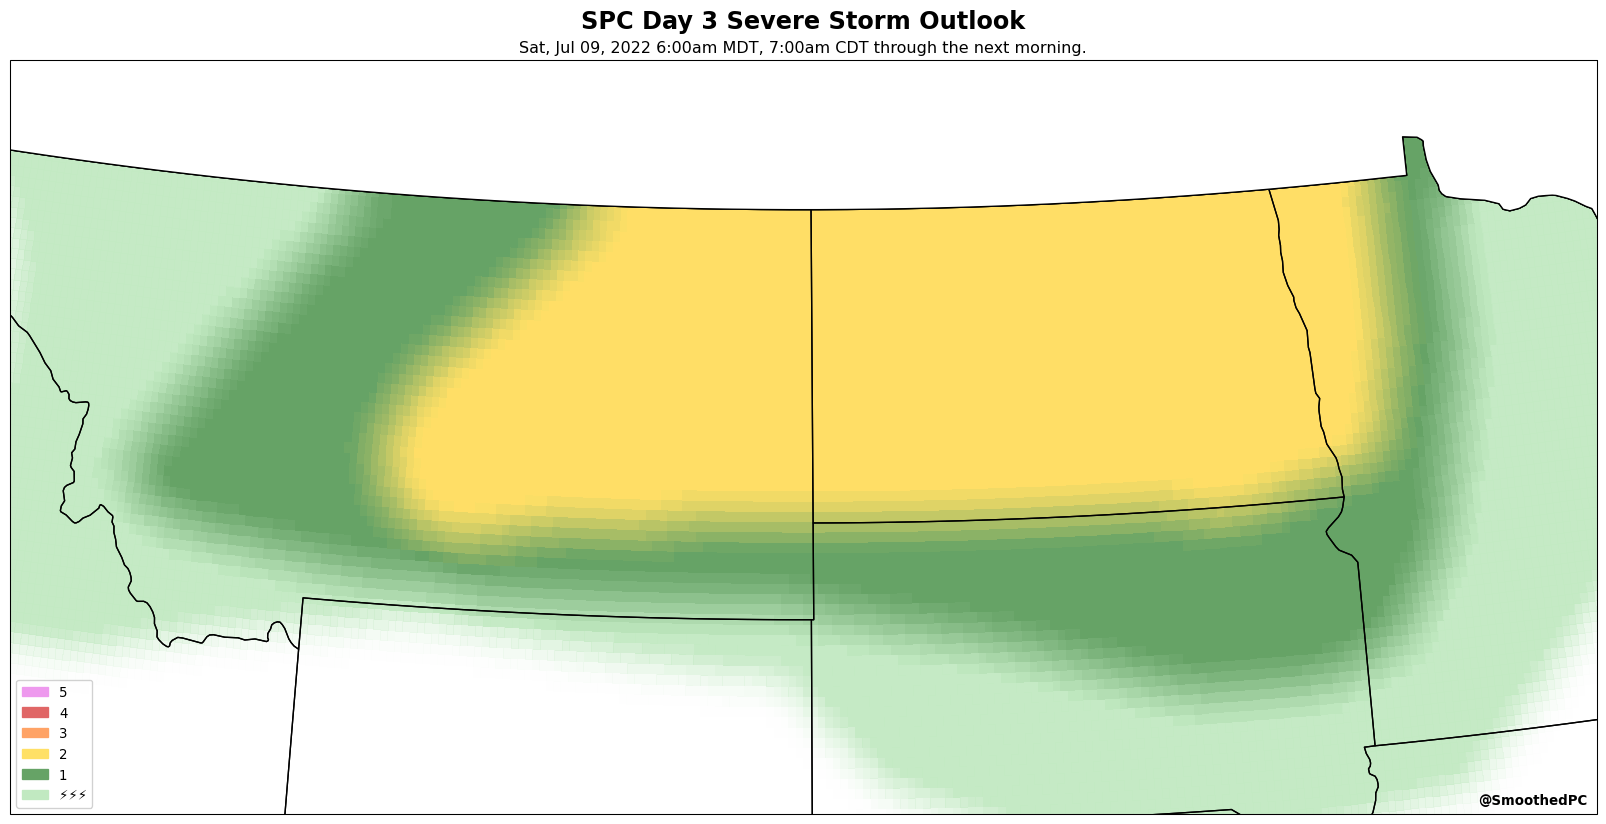 SPC Day 3 Severe Storm Outlook
Sat, Jul 09, 2022 6:00am MDT, 7:00am CDT through the next morning.
5
4
3
2
1
⚡⚡⚡
@SmoothedPC